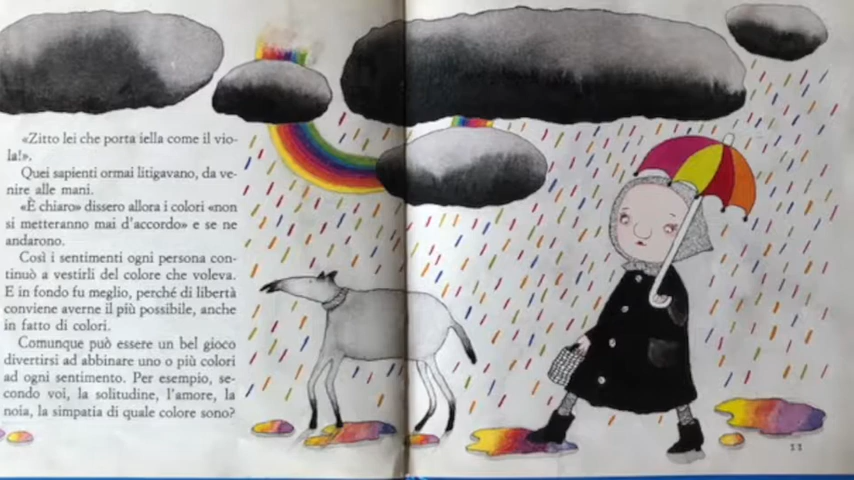 «Zitto lei che porta iella come il vio-
la!».
Quei sapienti ormai litigavano, da ve-
nire alle mani.
«È chiaro» dissero allora i colori «non
si metteranno mai d'accordo» e se ne
andarono.
Così i sentimenti ogni persona con-
tinuò a vestirli del colore che voleva.
E in fondo fu meglio, perché di libertà
conviene averne il più possibile, anche
in fatto di colori.
Comunque può essere un bel gioco
divertirsi ad abbinare uno o più colori
ad ogni sentimento. Per esempio, se-
condo voi, la solitudine, l'amore, la
noia, la simpatia di quale colore sono?
11